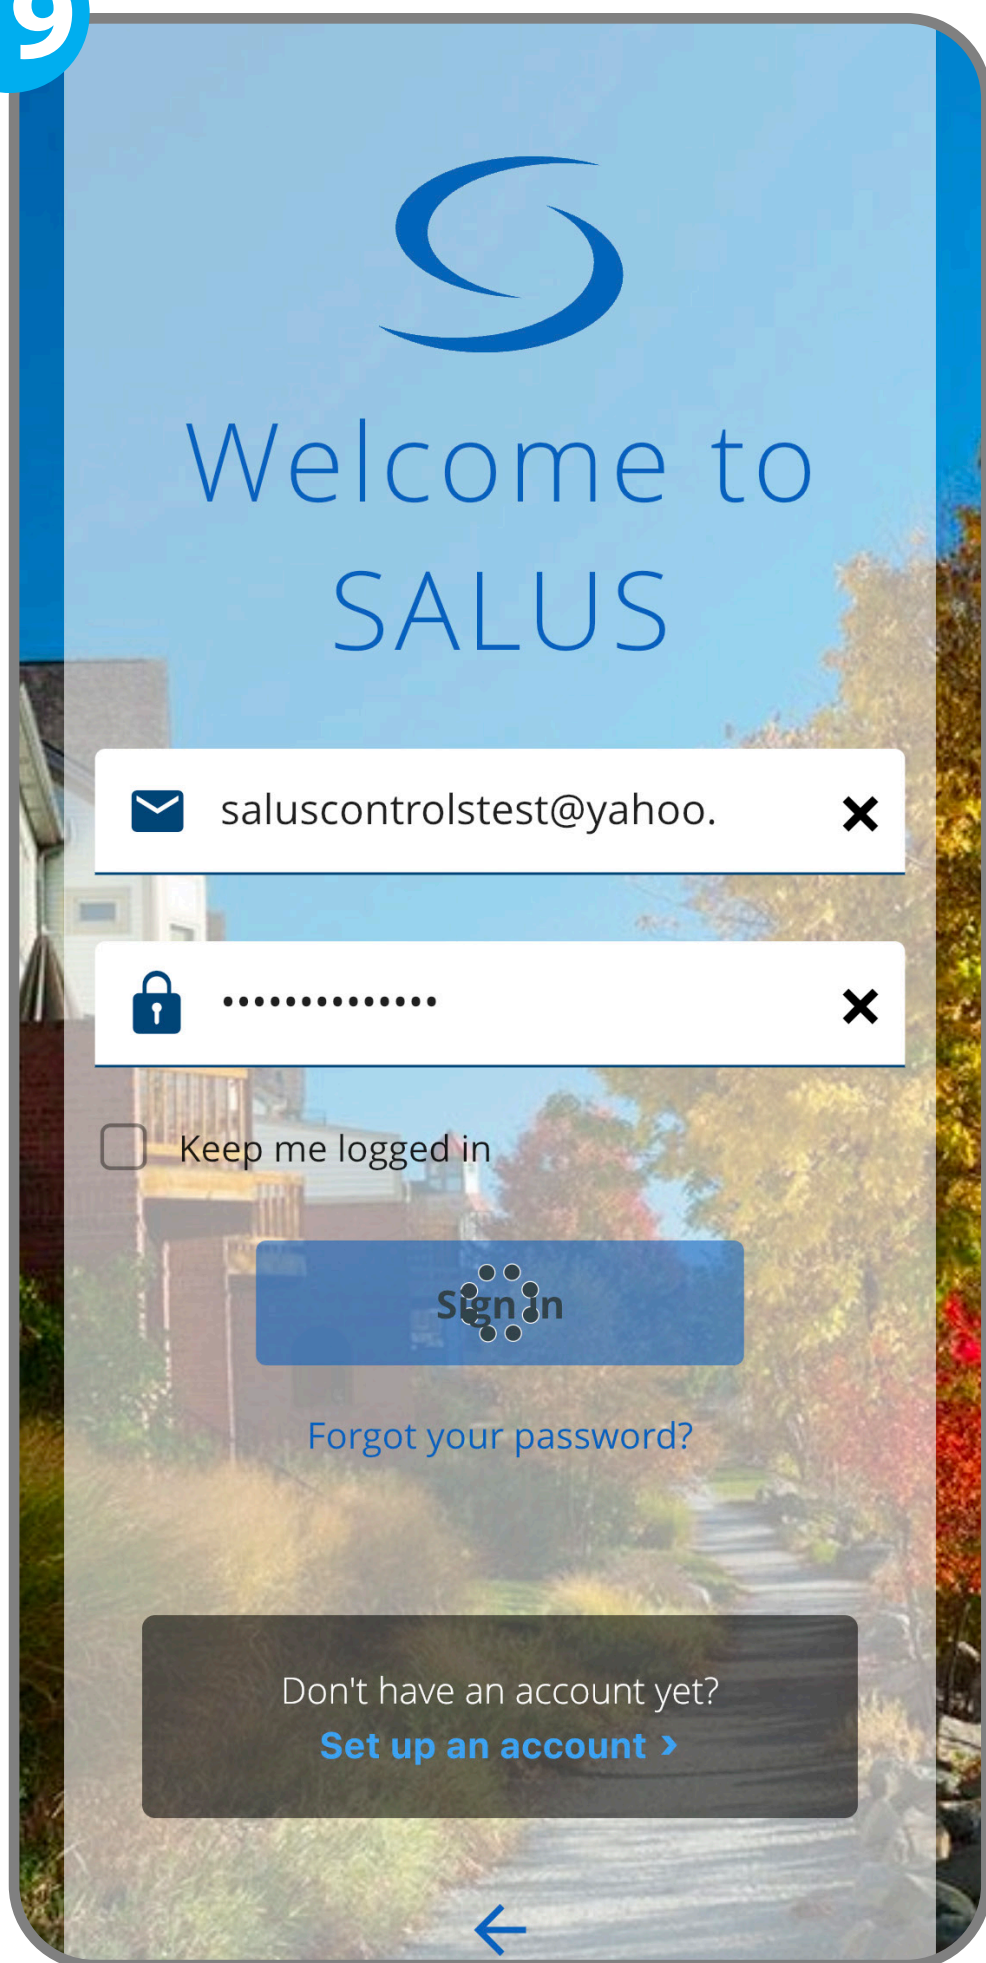 9
Welcome to
SALUS
saluscontrolstest@yahoo.
Keep me logged in
Sign in
Forgot your password?
Don't have an account yet?
Set up an account ›